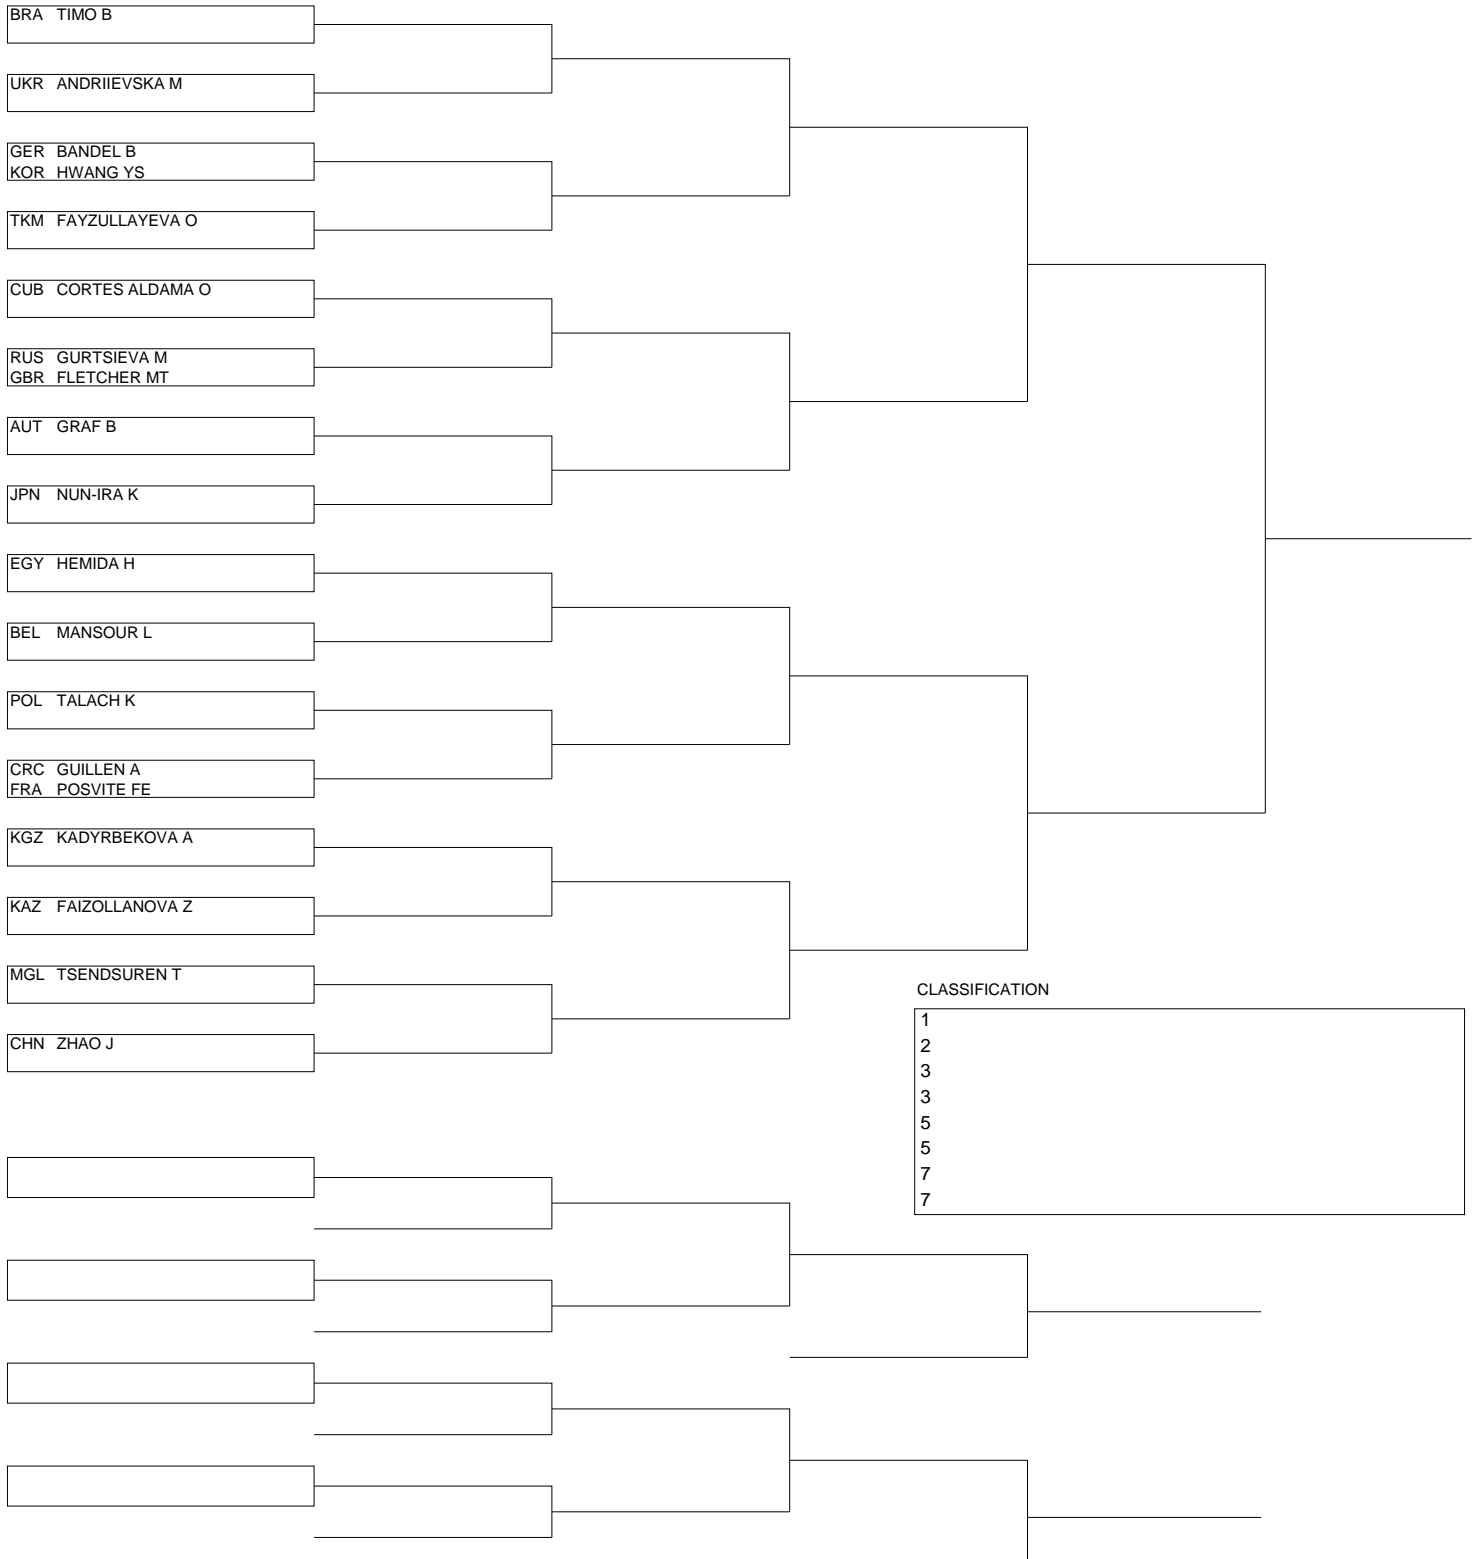 BRA TIMO B
UKR ANDRIIEVSKA M
GER BANDEL B
KOR HWANG YS
TKM FAYZULLAYEVA O
CUB CORTES ALDAMA O
RUS GURTSIEVA M
GBR FLETCHER MT
AUT GRAF B
JPN NUN-IRA K
EGY HEMIDA H
BEL MANSOUR L
POL TALACH K
CRC GUILLEN A
FRA POSVITE FE
KGZ KADYRBEKOVA A
KAZ FAIZOLLANOVA Z
MGL TSENDSUREN T
CHN ZHAO J
CLASSIFICATION
1
2
3
3
5
5
7
7